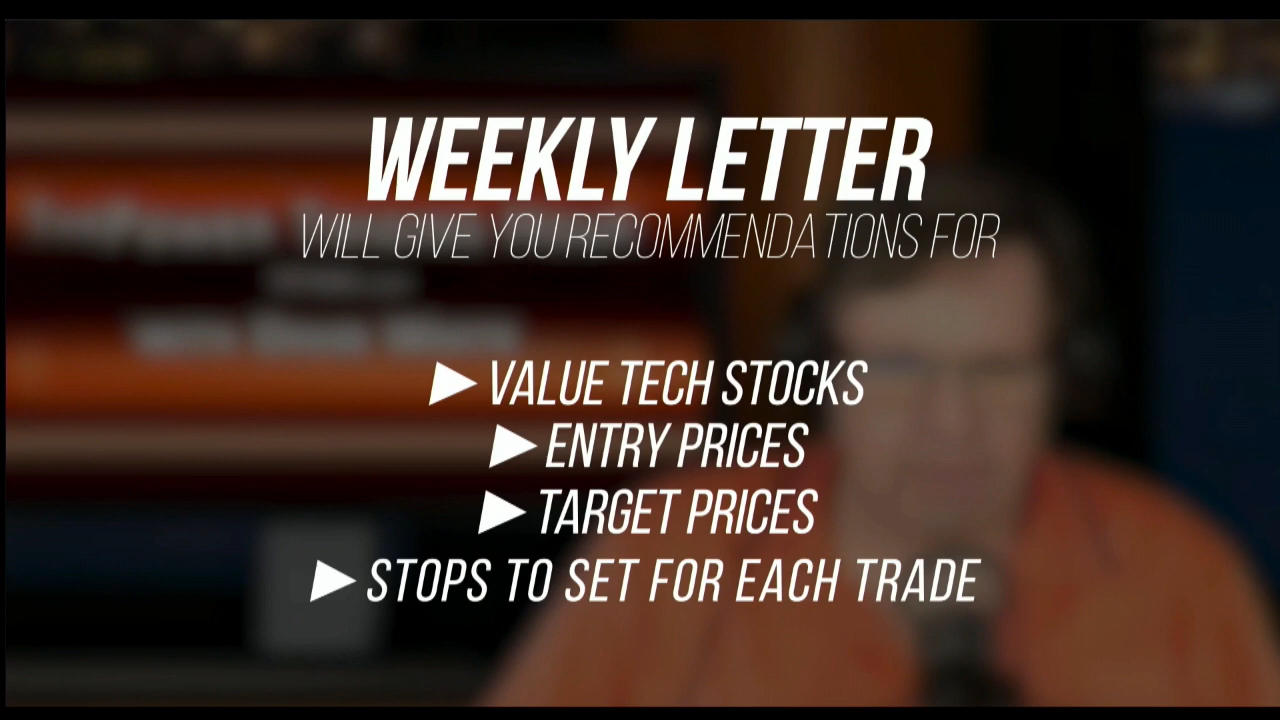 WEEKLY LETTER
WILL GIVE YOU RECOMMENDATIONS FOR
▶ VALUE TECH STOCKS
▶ ENTRY PRICES
▶ TARGET PRICES
▶ STOPS TO SET FOR EACH TRADE